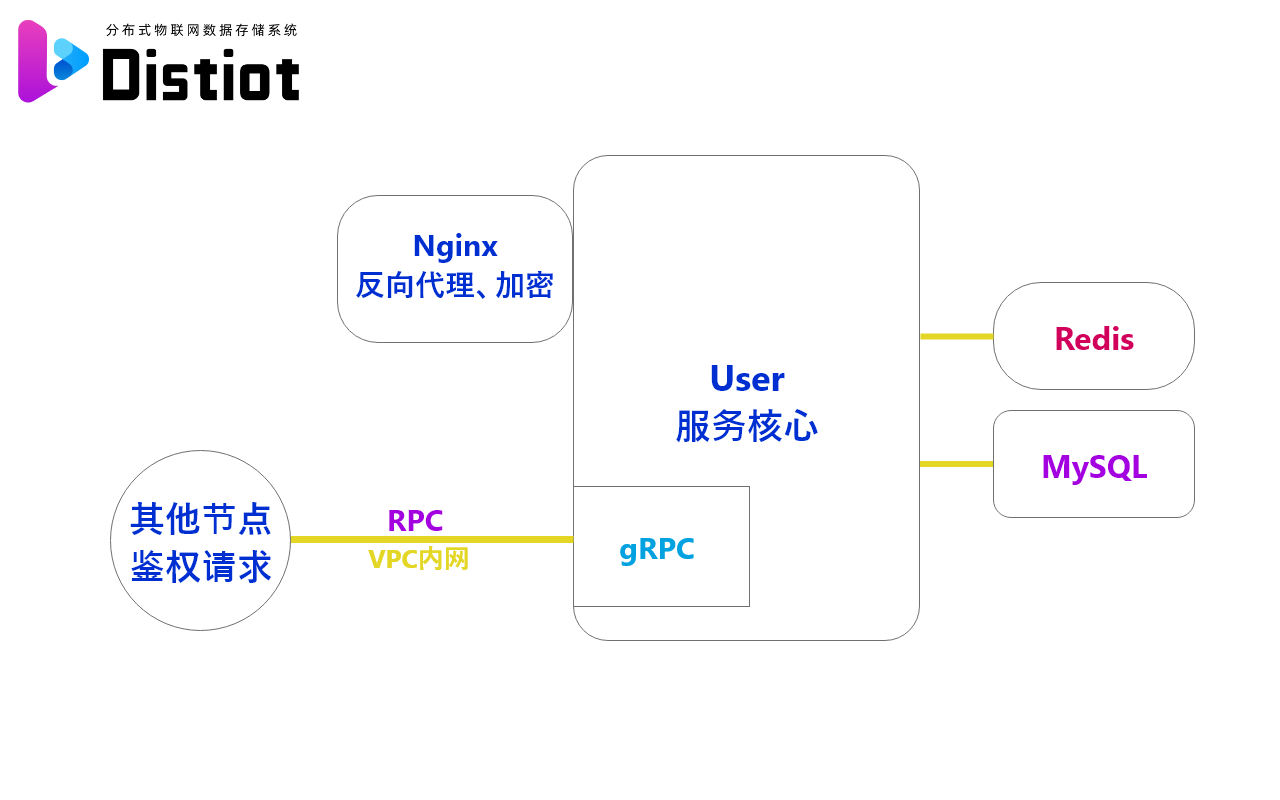 分布式物联网数据存储系统
Distiot
Nginx
反向代理、加密
User
服务核心
Redis
MySQL
其他节点
鉴权请求
RPC
VPC内网
gRPC